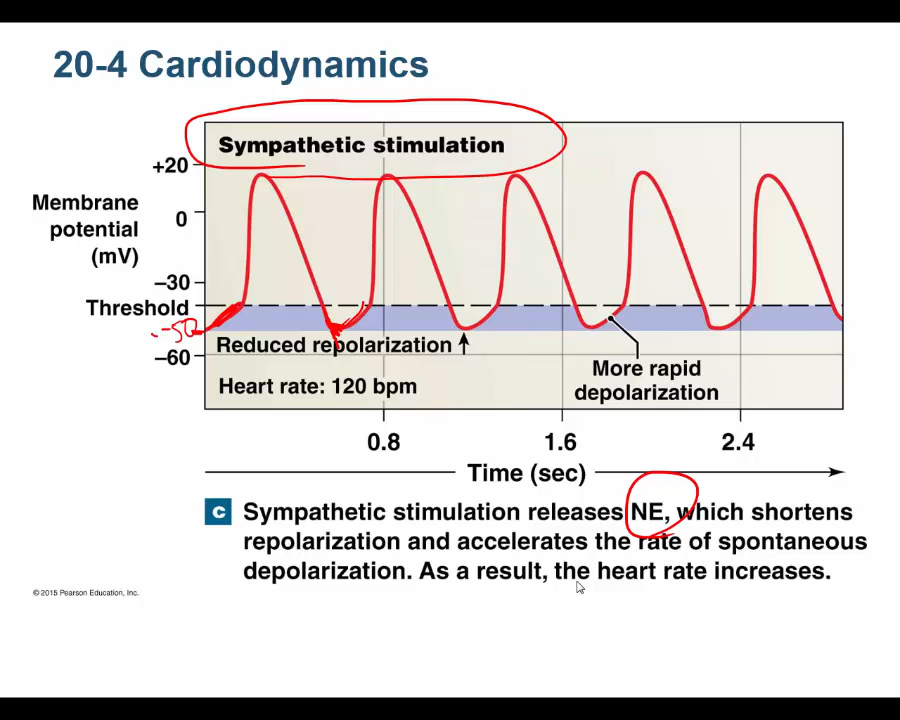 20-4 Cardiodynamics
Sympathetic stimulation
+20
Membrane
potential
(mV)
0
–30
Threshold
-50
–60
Reduced repolarization
Heart rate: 120 bpm
More rapid
depolarization
0.8
1.6
2.4
Time (sec)
c Sympathetic stimulation releases NE, which shortens
repolarization and accelerates the rate of spontaneous
depolarization. As a result, the heart rate increases.
© 2015 Pearson Education, Inc.